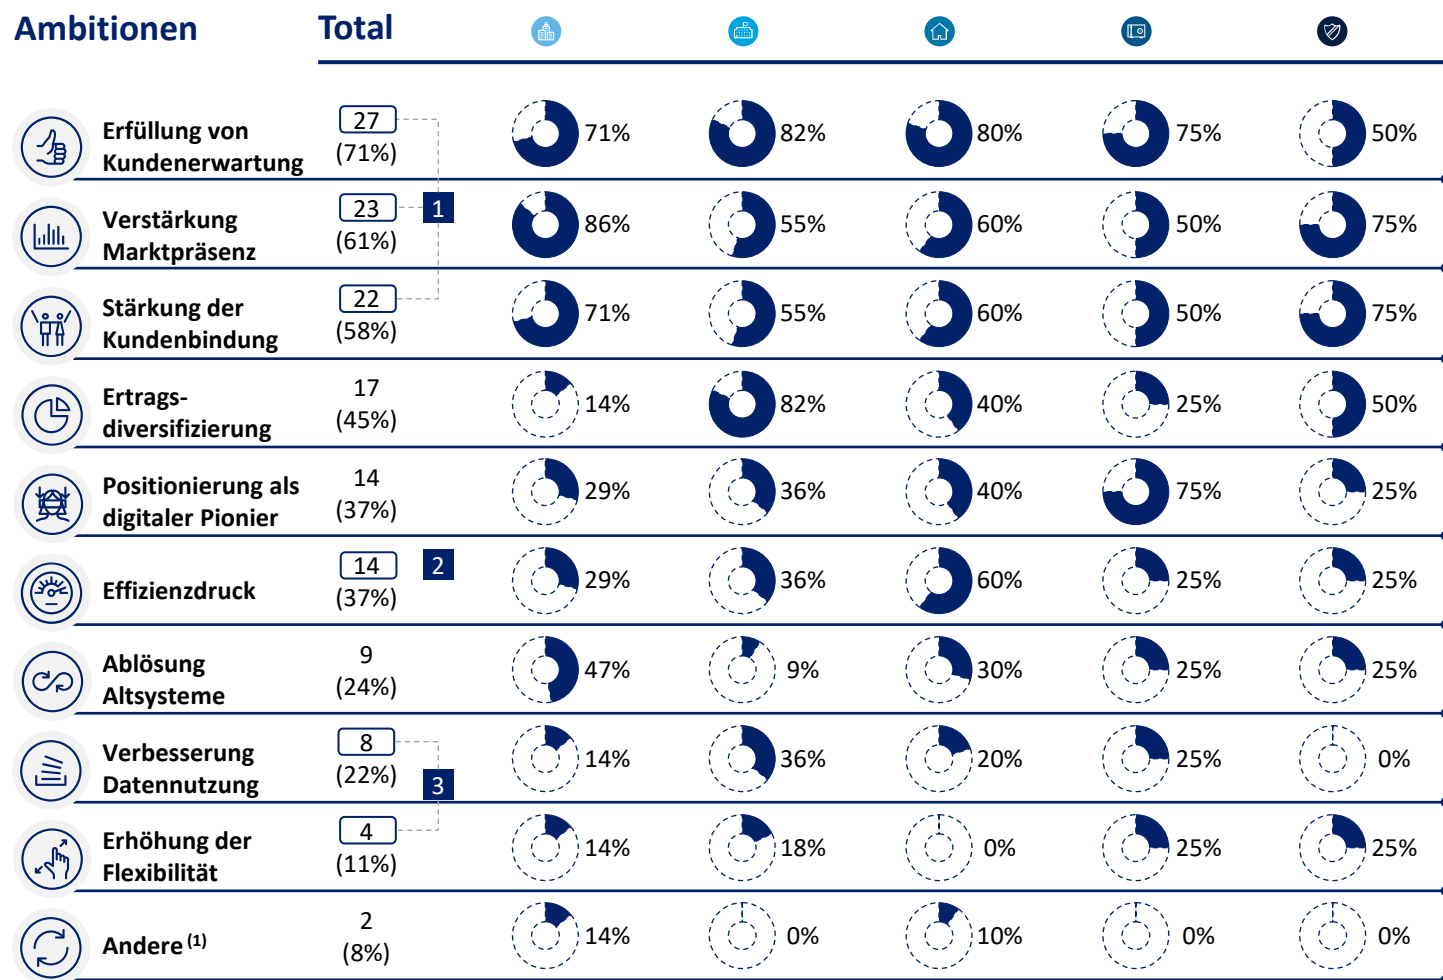 Ambitionen Total
Erfüllung von
Kundenerwartung
27
(71%)
71% 82% 80% 75% 50%
Verstärkung
Marktpräsenz
23
(61%)
1
86% 55% 60% 50% 75%
Stärkung der
Kundenbindung
22
(58%)
71% 55% 60% 50% 75%
Ertrags-
diversifizierung
17
(45%)
14% 82% 40% 25% 50%
Positionierung als
digitaler Pionier
14
(37%)
29% 36% 40% 75% 25%
Effizienzdruck
14
(37%)
2
29% 36% 60% 25% 25%
Ablösung
Altsysteme
9
(24%)
47% 9% 30% 25% 25%
Verbesserung
Datennutzung
8
(22%)
3
14% 36% 20% 25% 0%
Erhöhung der
Flexibilität
4
(11%)
14% 18% 0% 25% 25%
Andere (1)
2
(8%)
14% 0% 10% 0% 0%